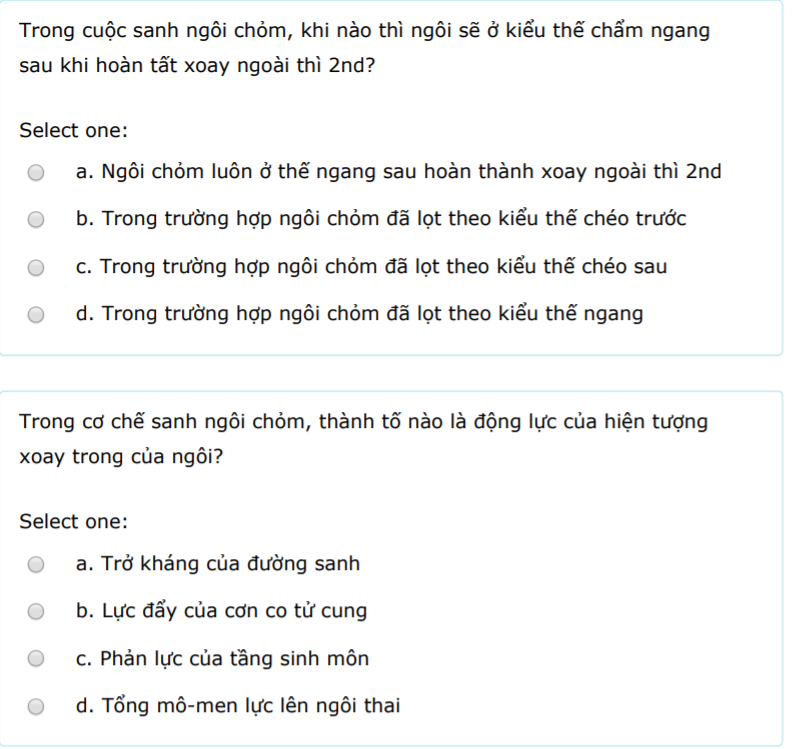 Trong cuộc sanh ngôi chỏm, khi nào thì ngôi sẽ ở kiểu thế chẩm ngang
sau khi hoàn tất xoay ngoài thì 2nd?
Select one:
a. Ngôi chỏm luôn ở thế ngang sau hoàn thành xoay ngoài thì 2nd
b. Trong trường hợp ngôi chỏm đã lọt theo kiểu thế chéo trước
c. Trong trường hợp ngôi chỏm đã lọt theo kiểu thế chéo sau
d. Trong trường hợp ngôi chỏm đã lọt theo kiểu thế ngang
Trong cơ chế sanh ngôi chỏm, thành tố nào là động lực của hiện tượng
xoay trong của ngôi?
Select one:
a. Trở kháng của đường sanh
b. Lực đẩy của cơn co tử cung
c. Phản lực của tầng sinh môn
d. Tổng mô-men lực lên ngôi thai